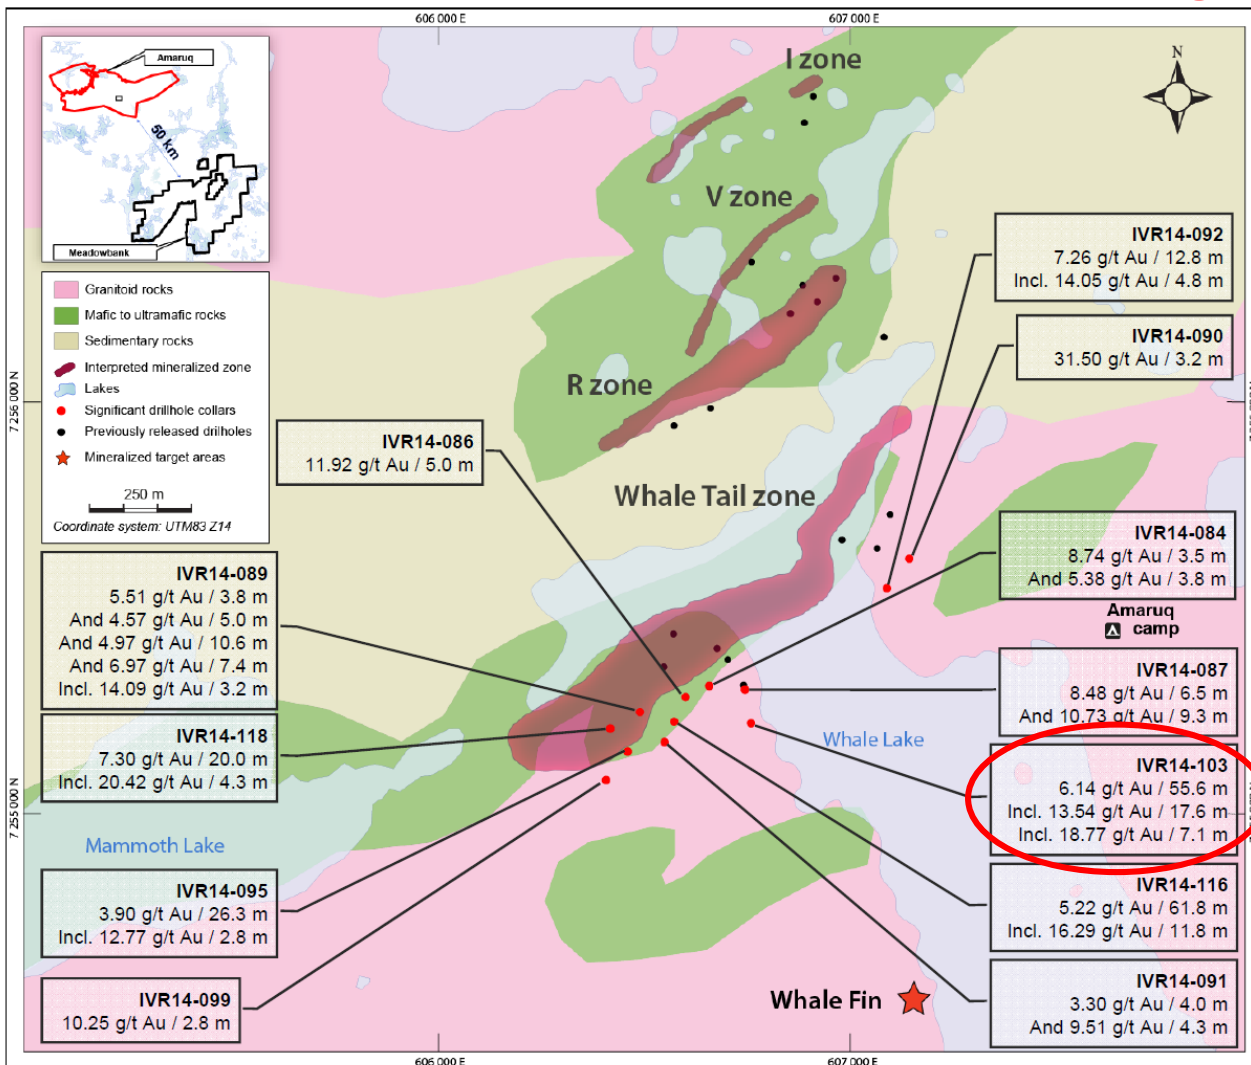 606 000 E
607 000 E
Amaruq
50 km
Meadowbank
N
I zone
V zone
R zone
Whale Tail zone
Granitoid rocks
Mafic to ultramafic rocks
Sedimentary rocks
Interpreted mineralized zone
Lakes
Significant drillhole collars
Previously released drilholes
Mineralized target areas
250 m
Coordinate system: UTM83 Z14
7 256 000 N
IVR14-092
7.26 g/t Au / 12.8 m
Incl. 14.05 g/t Au / 4.8 m
IVR14-090
31.50 g/t Au / 3.2 m
IVR14-086
11.92 g/t Au / 5.0 m
IVR14-084
8.74 g/t Au / 3.5 m
And 5.38 g/t Au / 3.8 m
Amaruq
camp
IVR14-089
5.51 g/t Au / 3.8 m
And 4.57 g/t Au / 5.0 m
And 4.97 g/t Au / 10.6 m
And 6.97 g/t Au / 7.4 m
Incl. 14.09 g/t Au / 3.2 m
IVR14-087
8.48 g/t Au / 6.5 m
And 10.73 g/t Au / 9.3 m
IVR14-118
7.30 g/t Au / 20.0 m
Incl. 20.42 g/t Au / 4.3 m
Whale Lake
IVR14-103
6.14 g/t Au / 55.6 m
Incl. 13.54 g/t Au / 17.6 m
Incl. 18.77 g/t Au / 7.1 m
7 255 000 N
Mammoth Lake
IVR14-095
3.90 g/t Au / 26.3 m
Incl. 12.77 g/t Au / 2.8 m
IVR14-116
5.22 g/t Au / 61.8 m
Incl. 16.29 g/t Au / 11.8 m
IVR14-099
10.25 g/t Au / 2.8 m
Whale Fin
IVR14-091
3.30 g/t Au / 4.0 m
And 9.51 g/t Au / 4.3 m
606 000 E
607 000 E